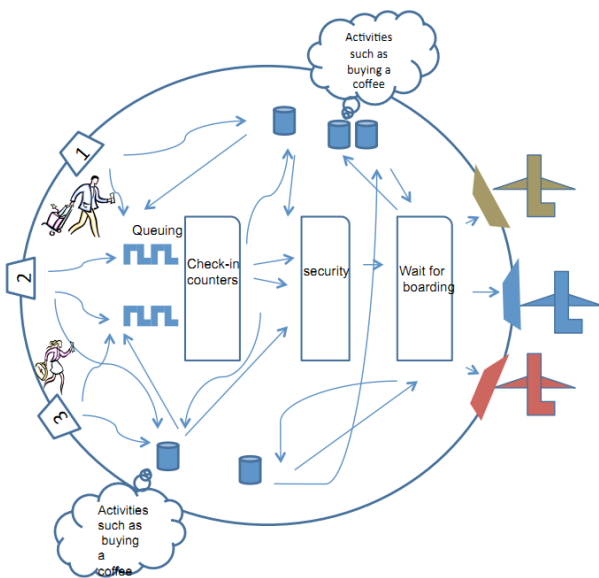 Activities
such as
buying a
coffee
1
Queuing
2
Check-in
counters
security
Wait for
boarding
3
Activities
such as
buying
a
coffee